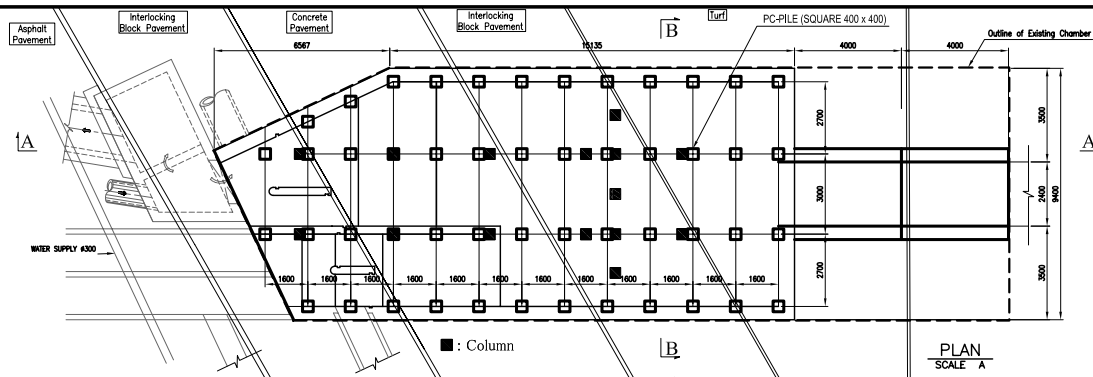 Asphalt
Pavement
Interlocking
Block Pavement
Concrete
Pavement
Interlocking
Block Pavement
B
Turf
PC-PILE (SQUARE 400 x 400)
Outline of Existing Chamber
6567
15135
4000
4000
A
A
2700
3000
2700
3500
2400
3500
9400
WATER SUPPLY ø300
1600
1600
1600
1600
1600
1600
1600
1600
1600
1600
1600
1600
: Column
B
PLAN
SCALE A